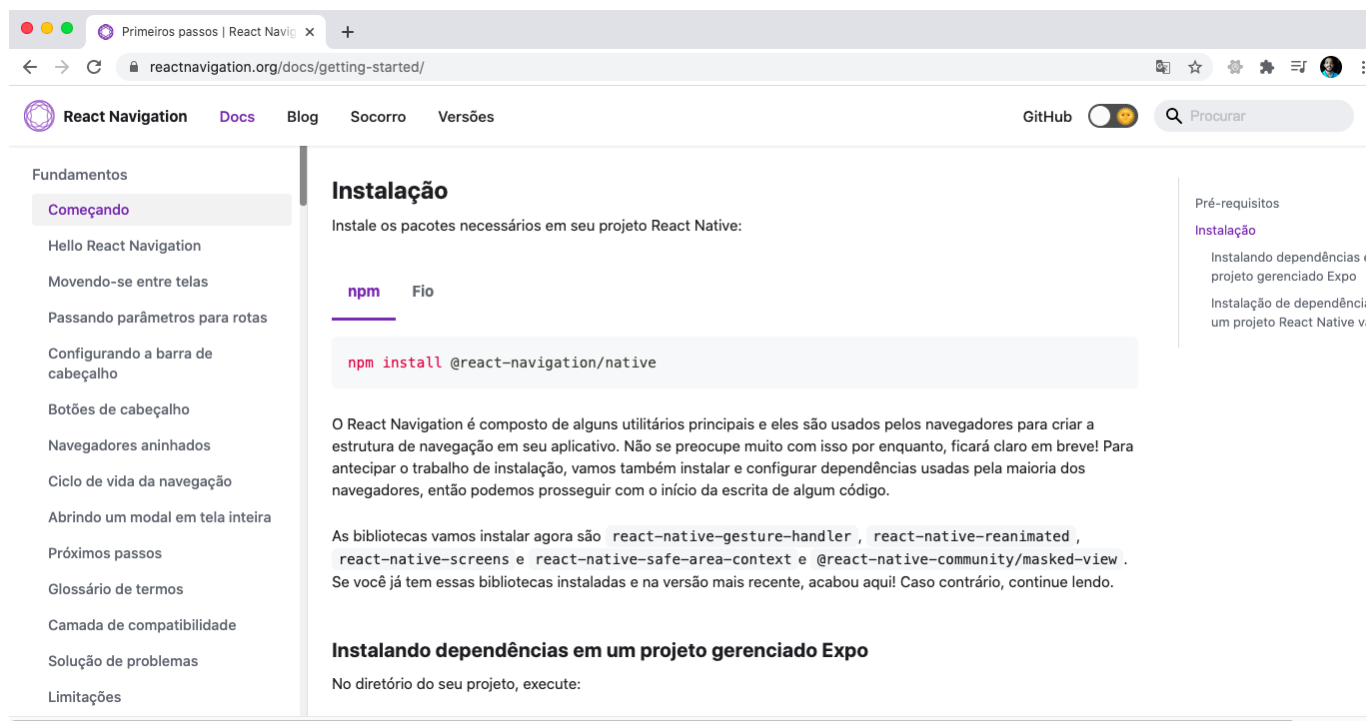 Primeiros passos | React Navig
reactnavigation.org/docs/getting-started/
React Navigation Docs Blog Socorro Versões GitHub Procurar
Fundamentos
Começando
Hello React Navigation
Movendo-se entre telas
Passando parâmetros para rotas
Configurando a barra de
cabeçalho
Botões de cabeçalho
Navegadores aninhados
Ciclo de vida da navegação
Abrindo um modal em tela inteira
Próximos passos
Glossário de termos
Camada de compatibilidade
Solução de problemas
Limitações
Instalação
Instale os pacotes necessários em seu projeto React Native:
npm Fio
npm install @react-navigation/native
O React Navigation é composto de alguns utilitários principais e eles são usados pelos navegadores para criar a
estrutura de navegação em seu aplicativo. Não se preocupe muito com isso por enquanto, ficará claro em breve! Para
antecipar o trabalho de instalação, vamos também instalar e configurar dependências usadas pela maioria dos
navegadores, então podemos prosseguir com o início da escrita de algum código.
As bibliotecas vamos instalar agora são react-native-gesture-handler , react-native-reanimated ,
react-native-screens e react-native-safe-area-context e @react-native-community/masked-view .
Se você já tem essas bibliotecas instaladas e na versão mais recente, acabou aqui! Caso contrário, continue lendo.
Instalando dependências em um projeto gerenciado Expo
No diretório do seu projeto, execute:
Pré-requisitos
Instalação
Instalando dependências e
projeto gerenciado Expo
Instalação de dependência
um projeto React Native va